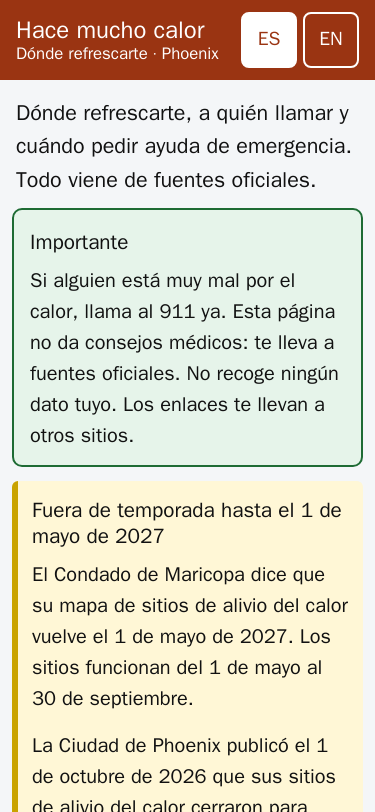 Hace mucho calor
Dónde refrescarte · Phoenix
ES
EN
Dónde refrescarte, a quién llamar y
cuándo pedir ayuda de emergencia.
Todo viene de fuentes oficiales.
Importante
Si alguien está muy mal por el
calor, llama al 911 ya. Esta página
no da consejos médicos: te lleva a
fuentes oficiales. No recoge ningún
dato tuyo. Los enlaces te llevan a
otros sitios.
Fuera de temporada hasta el 1 de
mayo de 2027
El Condado de Maricopa dice que
su mapa de sitios de alivio del calor
vuelve el 1 de mayo de 2027. Los
sitios funcionan del 1 de mayo al
30 de septiembre.
La Ciudad de Phoenix publicó el 1
de octubre de 2026 que sus sitios
de alivio del calor cerraron para